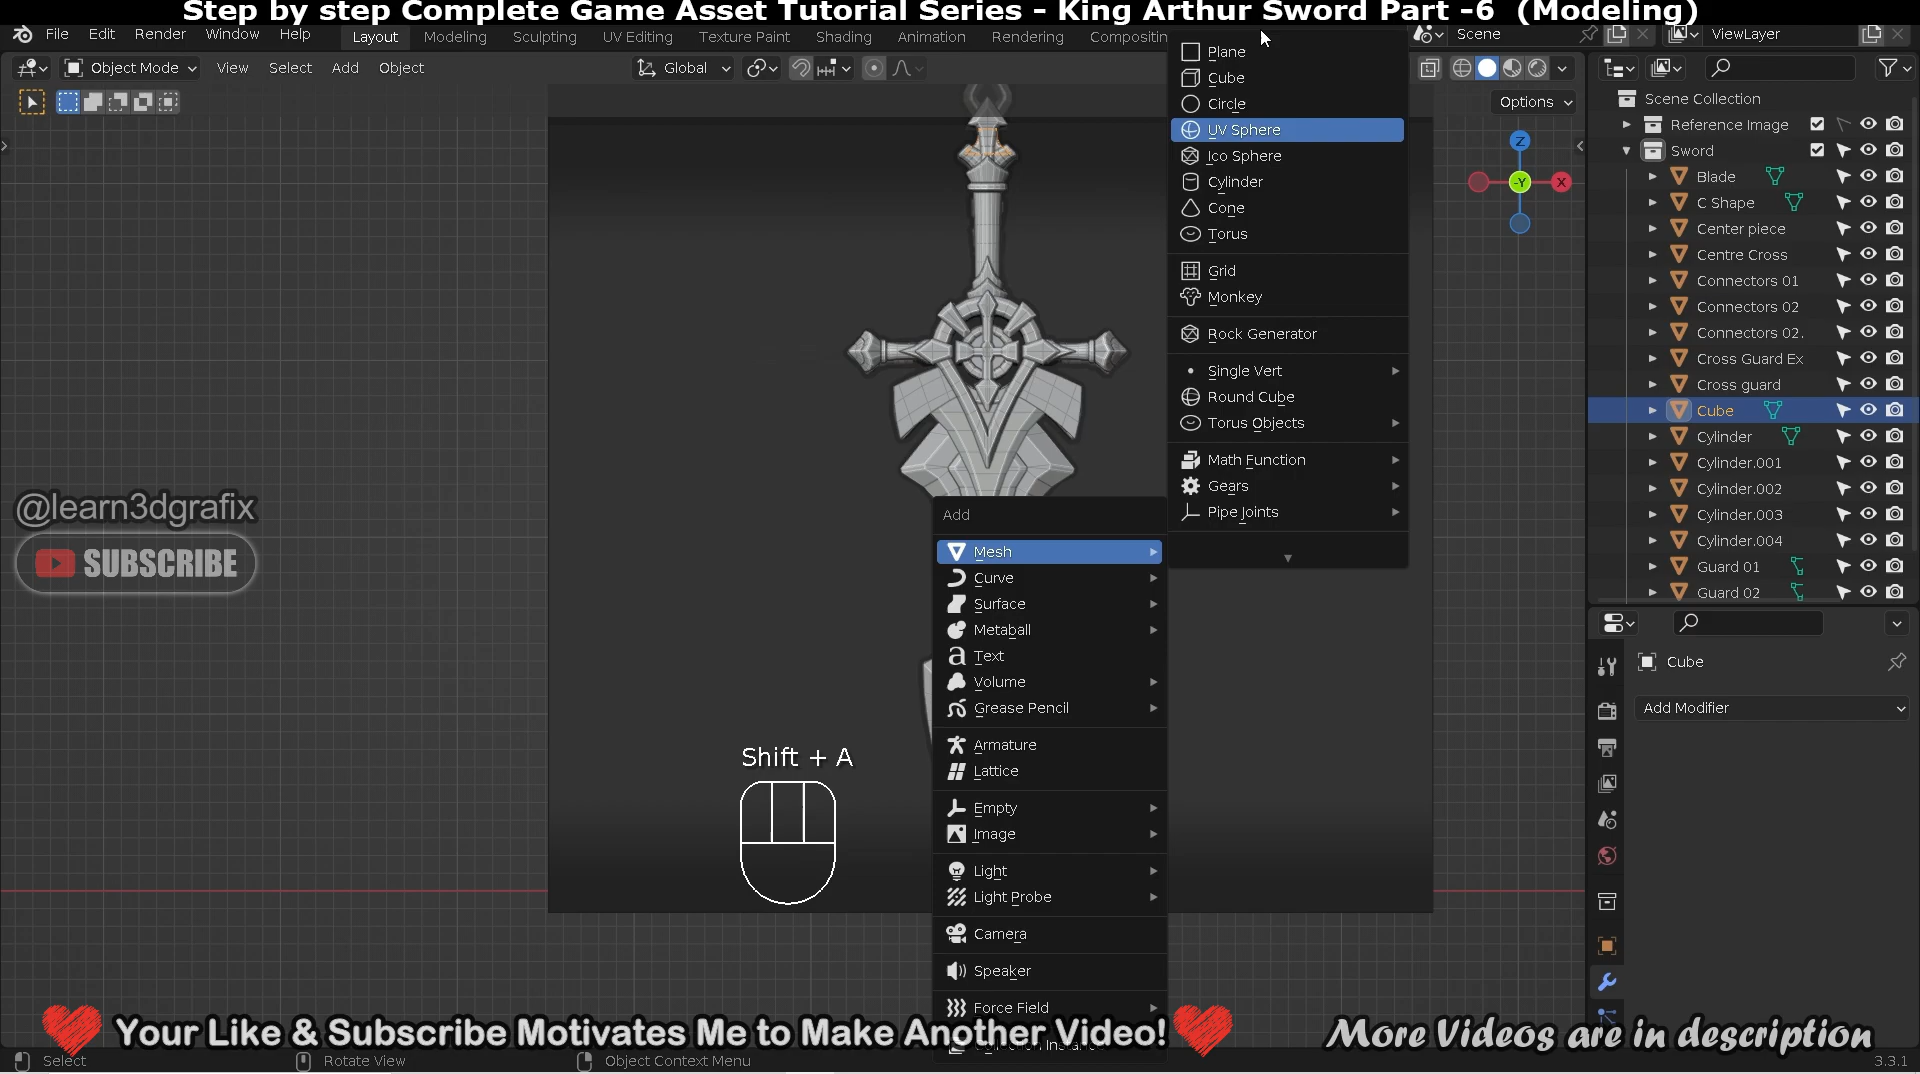 Step by step Complete Game Asset Tutorial Series - King Arthur Sword Part -6 (Modeling)
File Edit Render Window Help Layout Modeling Sculpting UV Editing Texture Paint Shading Animation Rendering Compositin Scene ViewLayer
Object Mode View Select Add Object Global
Options
Plane
Cube
Circle
UV Sphere
Ico Sphere
Cylinder
Cone
Torus
Grid
Monkey
Rock Generator
Single Vert
Round Cube
Torus Objects
Math Function
Gears
Pipe Joints
Z
-Y
X
Scene Collection
Reference Image
Sword
Blade
C Shape
Center piece
Centre Cross
Connectors 01
Connectors 02
Connectors 02.
Cross Guard Ex
Cross guard
Cube
Cylinder
Cylinder.001
Cylinder.002
Cylinder.003
Cylinder.004
Guard 01
Guard 02
Cube
Add Modifier
@learn3dgrafix
SUBSCRIBE
Add
Mesh
Curve
Surface
Metaball
Text
Volume
Grease Pencil
Armature
Lattice
Empty
Image
Light
Light Probe
Camera
Speaker
Force Field
Shift + A
Your Like & Subscribe Motivates Me to Make Another Video!
More Videos are in description
Select Rotate View Object Context Menu 3.3.1